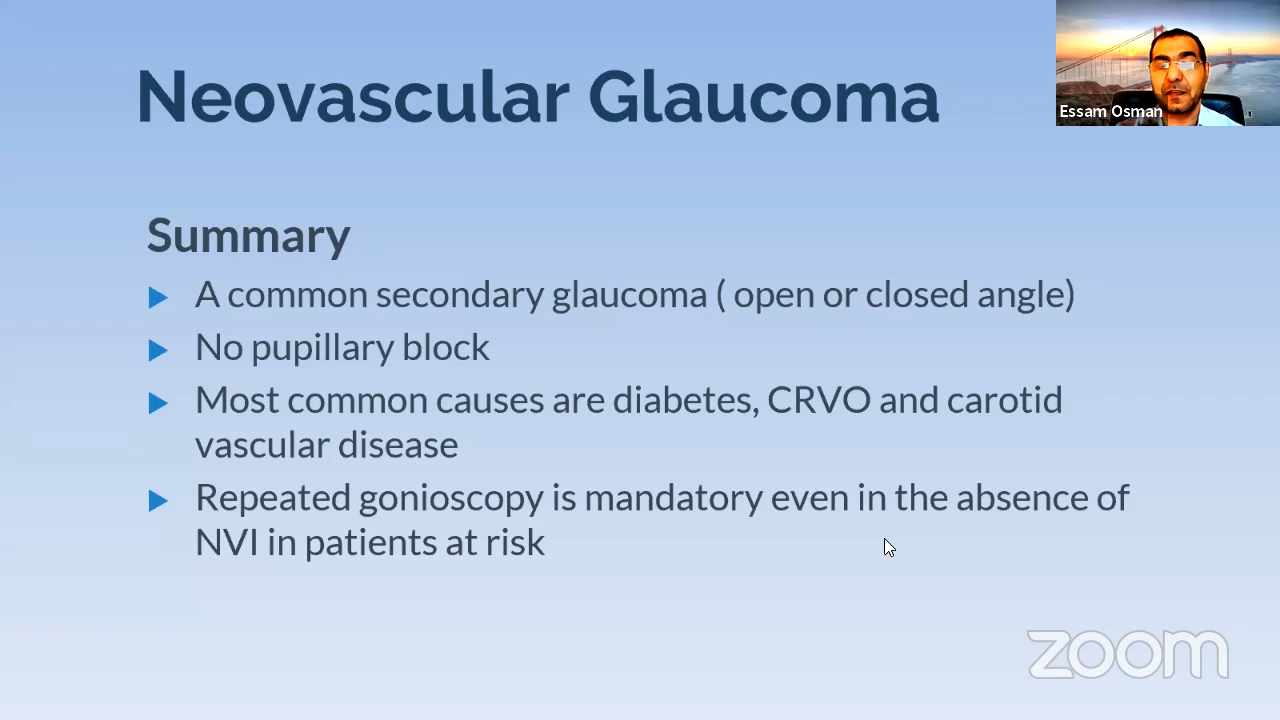 Neovascular Glaucoma
Essam Osman
Summary
A common secondary glaucoma ( open or closed angle)
No pupillary block
Most common causes are diabetes, CRVO and carotid
vascular disease
Repeated gonioscopy is mandatory even in the absence of
NVI in patients at risk
zoom